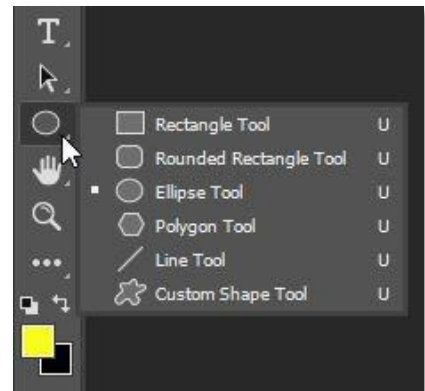 T
Rectangle Tool U
Rounded Rectangle Tool U
Ellipse Tool U
Polygon Tool U
Line Tool U
Custom Shape Tool U